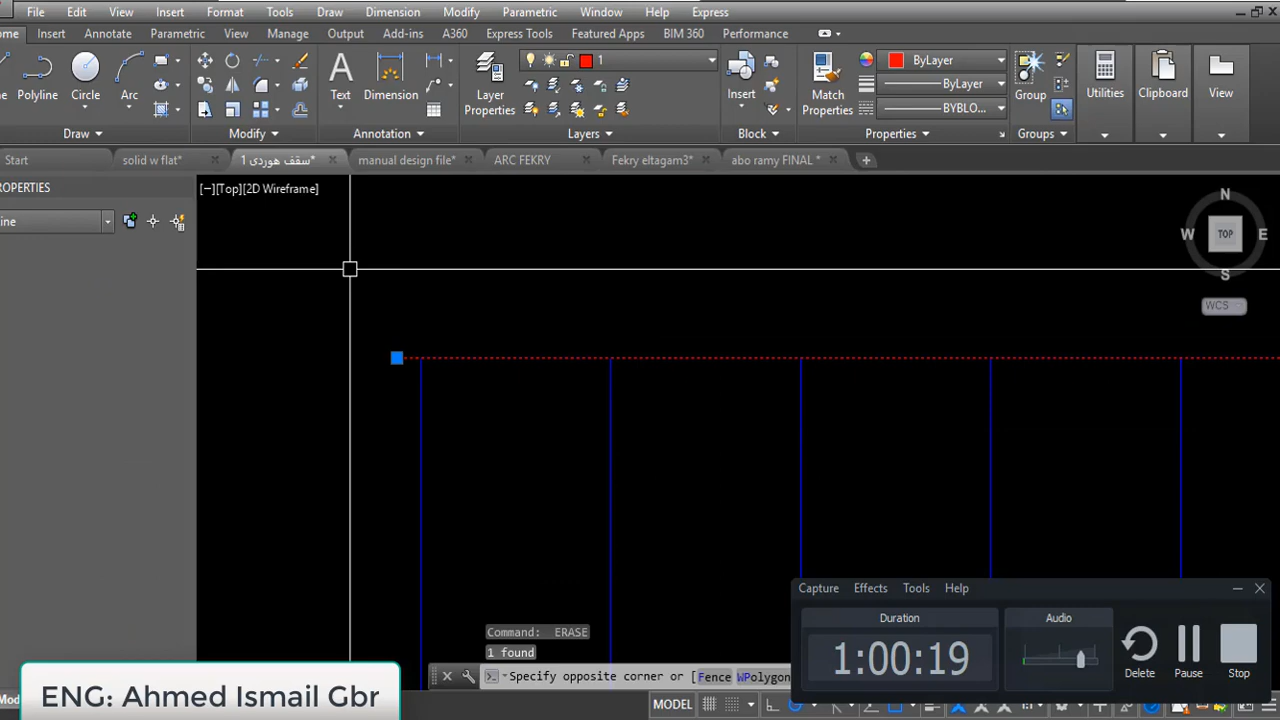 File Edit View Insert Format Tools Draw Dimension Modify Parametric Window Help Express
Insert Annotate Parametric View Manage Output Add-ins A360 Express Tools Featured Apps BIM 360 Performance
1 ByLayer
ByLayer
BYBLO...
Polyline Circle Arc Text Dimension Layer Properties Insert Match Properties Group Utilities Clipboard View
Draw Modify Annotation Layers Block Properties Groups
Start solid w flat* سقف هوردى 1* manual design file* ARC FEKRY Fekry eltagam3* abo ramy FINAL *
ROPERTIES
[−][Top][2D Wireframe]
ine
N
W TOP E
S
WCS
Capture Effects Tools Help
Duration Audio
1:00:19
Delete Pause Stop
Command: ERASE
1 found
Specify opposite corner or [Fence WPolygon
MODEL
ENG: Ahmed Ismail Gbr